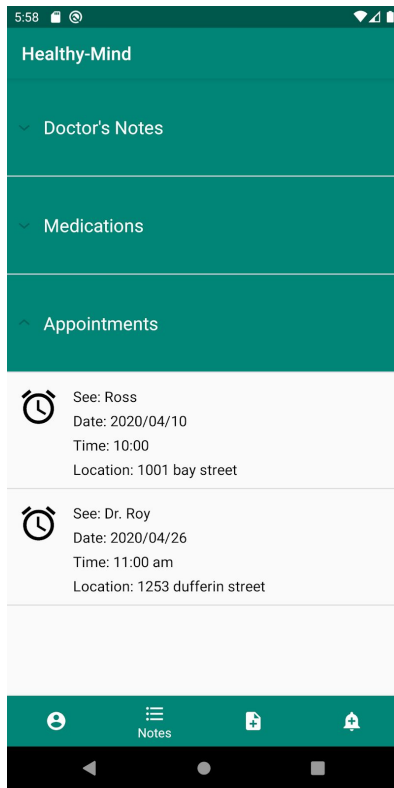 5:58
Healthy-Mind
Doctor's Notes
Medications
Appointments
See: Ross
Date: 2020/04/10
Time: 10:00
Location: 1001 bay street
See: Dr. Roy
Date: 2020/04/26
Time: 11:00 am
Location: 1253 dufferin street
Notes